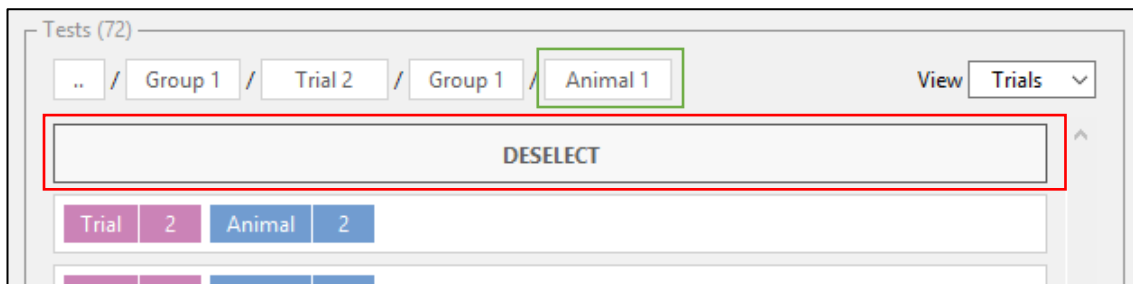 Tests (72)
.. / Group 1 / Trial 2 / Group 1 / Animal 1 View Trials
DESELECT
Trial 2 Animal 2